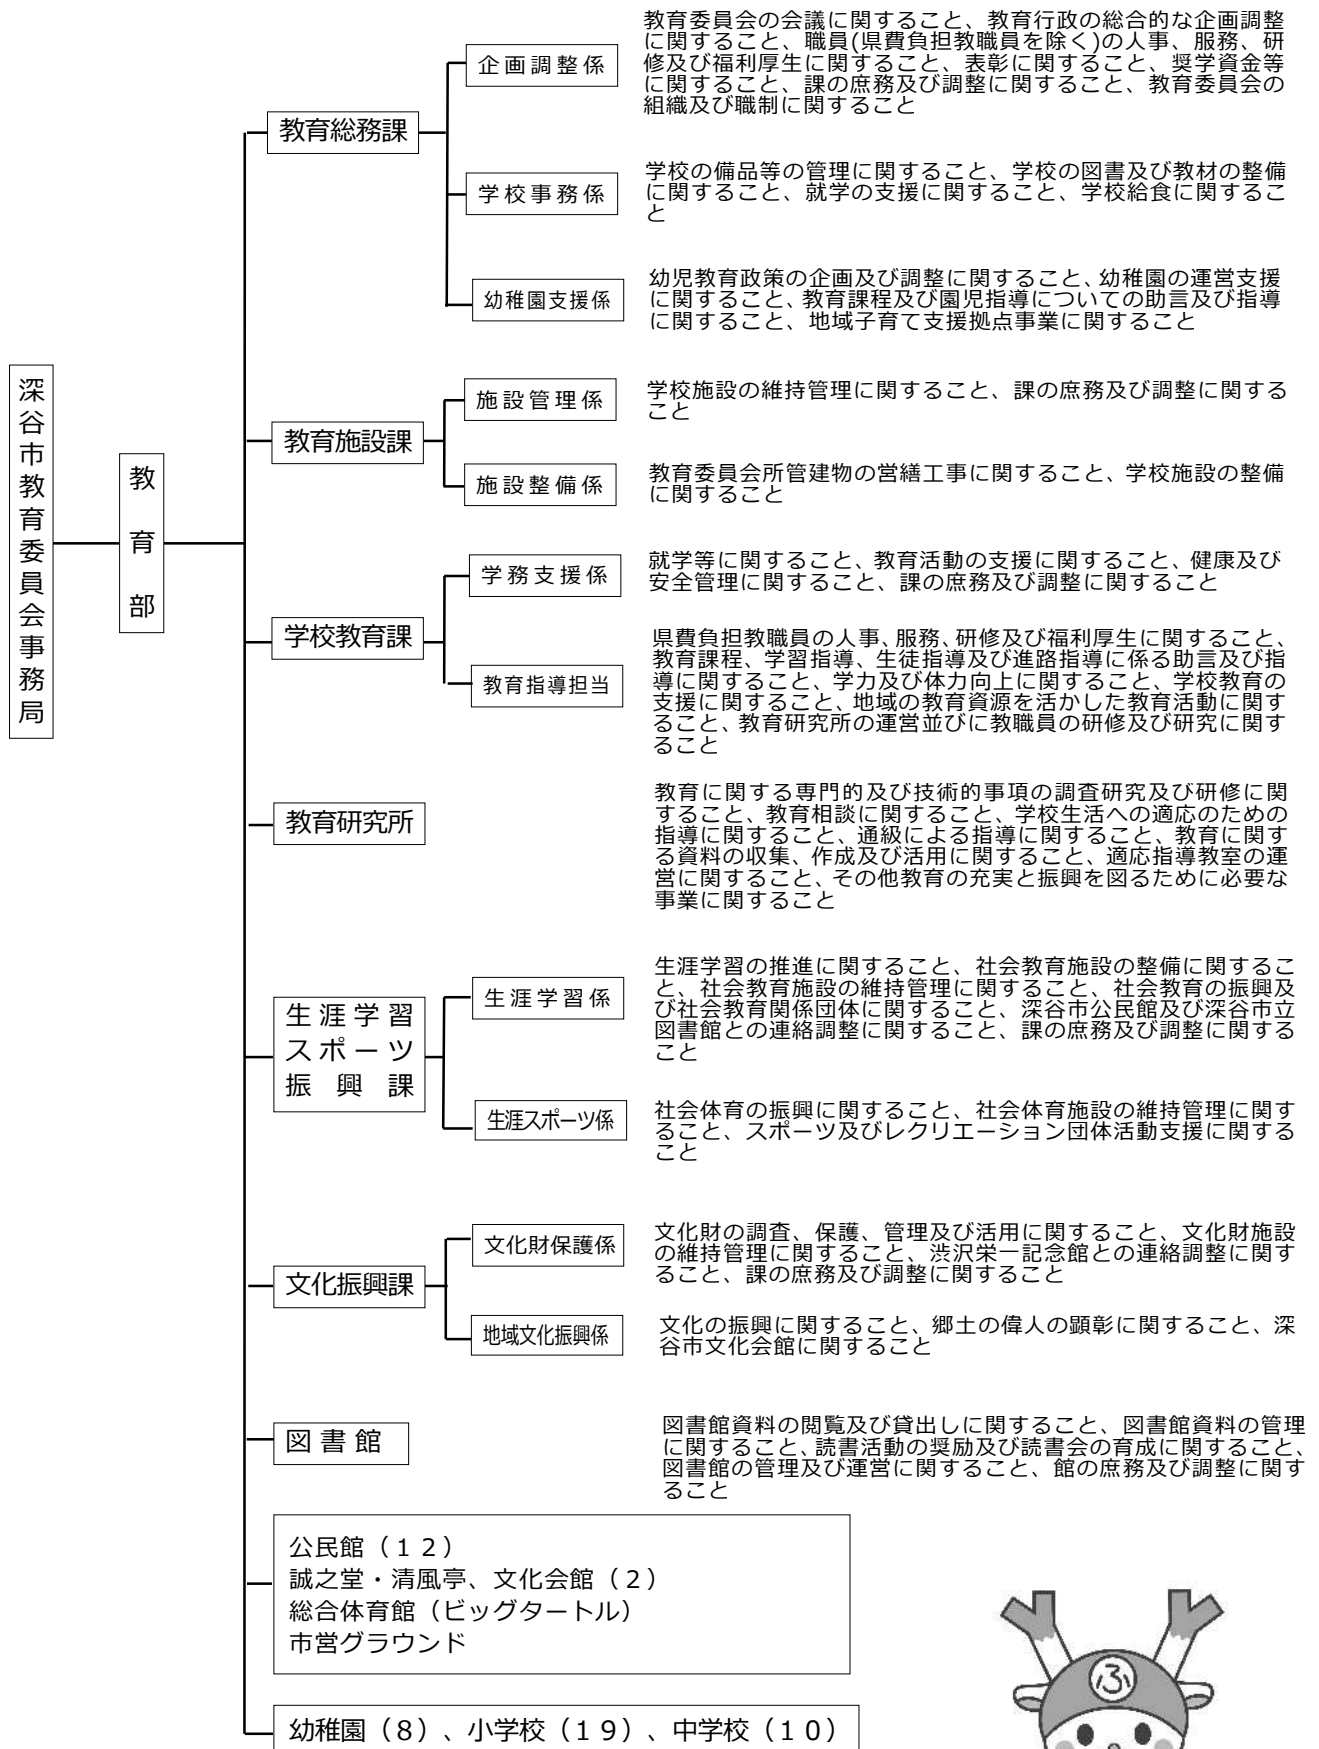 深谷市教育委員会事務局
教育部
教育総務課
企画調整係
教育委員会の会議に関すること、教育行政の総合的な企画調整
に関すること、職員(県費負担教職員を除く)の人事、服務、研
修及び福利厚生に関すること、表彰に関すること、奨学資金等
に関すること、課の庶務及び調整に関すること、教育委員会の
組織及び職制に関すること
学校事務係
学校の備品等の管理に関すること、学校の図書及び教材の整備
に関すること、就学の支援に関すること、学校給食に関するこ
と
幼稚園支援係
幼児教育政策の企画及び調整に関すること、幼稚園の運営支援
に関すること、教育課程及び園児指導についての助言及び指導
に関すること、地域子育て支援拠点事業に関すること
教育施設課
施設管理係
学校施設の維持管理に関すること、課の庶務及び調整に関する
こと
施設整備係
教育委員会所管建物の営繕工事に関すること、学校施設の整備
に関すること
学校教育課
学務支援係
就学等に関すること、教育活動の支援に関すること、健康及び
安全管理に関すること、課の庶務及び調整に関すること
教育指導担当
県費負担教職員の人事、服務、研修及び福利厚生に関すること、
教育課程、学習指導、生徒指導及び進路指導に係る助言及び指
導に関すること、学力及び体力向上に関すること、学校教育の
支援に関すること、地域の教育資源を活かした教育活動に関す
ること、教育研究所の運営並びに教職員の研修及び研究に関す
ること
教育研究所
教育に関する専門的及び技術的事項の調査研究及び研修に関
すること、教育相談に関すること、学校生活への適応のための
指導に関すること、通級による指導に関すること、教育に関す
る資料の収集、作成及び活用に関すること、適応指導教室の運
営に関すること、その他教育の充実と振興を図るために必要な
事業に関すること
生涯学習
スポーツ
振興課
生涯学習係
生涯学習の推進に関すること、社会教育施設の整備に関するこ
と、社会教育施設の維持管理に関すること、社会教育の振興及
び社会教育関係団体に関すること、深谷市公民館及び深谷市立
図書館との連絡調整に関すること、課の庶務及び調整に関する
こと
生涯スポーツ係
社会体育の振興に関すること、社会体育施設の維持管理に関す
ること、スポーツ及びレクリエーション団体活動支援に関する
こと
文化振興課
文化財保護係
文化財の調査、保護、管理及び活用に関すること、文化財施設
の維持管理に関すること、渋沢栄一記念館との連絡調整に関す
ること、課の庶務及び調整に関すること
地域文化振興係
文化の振興に関すること、郷土の偉人の顕彰に関すること、深
谷市文化会館に関すること
図書館
図書館資料の閲覧及び貸出しに関すること、図書館資料の管理
に関すること、読書活動の奨励及び読書会の育成に関すること、
図書館の管理及び運営に関すること、館の庶務及び調整に関す
ること
公民館（１２）
誠之堂・清風亭、文化会館（２）
総合体育館（ビッグタートル）
市営グラウンド
幼稚園（８）、小学校（１９）、中学校（１０）
ふ